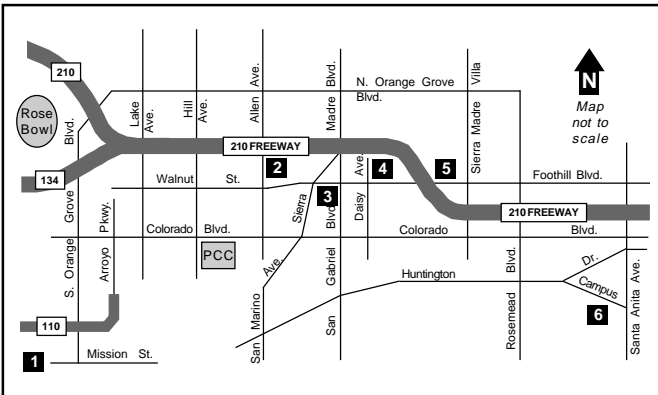 210
Rose
Bowl
Blvd.
Lake
Ave.
Hill
Ave.
Allen Ave.
Madre Blvd.
N. Orange Grove
Blvd.
Sierra Madre Villa
N
Map
not to
scale
210 FREEWAY
2
134
Walnut St.
3
Sierra
4
5
Foothill Blvd.
Daisy Ave.
Grove
S. Orange
Arroyo Pkwy.
Colorado Blvd.
PCC
Blvd.
Gabriel
San
Colorado Blvd.
210 FREEWAY
Huntington Dr.
Campus
6
Rosemead Blvd.
Santa Anita Ave.
San Marino Ave.
110
1
Mission St.